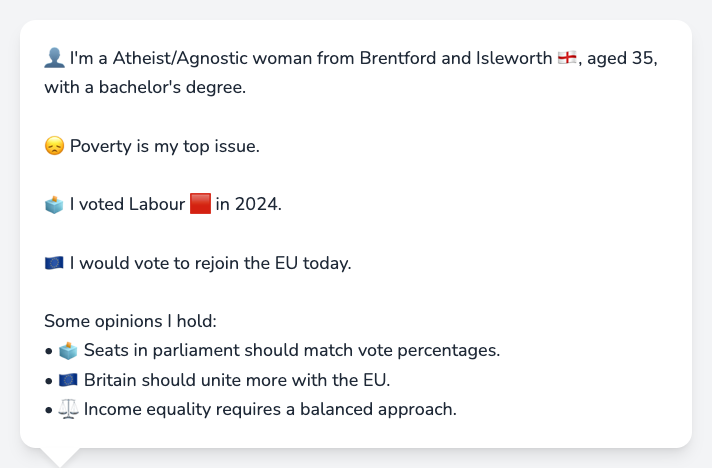 👤 I'm a Atheist/Agnostic woman from Brentford and Isleworth 🏴󠁧󠁢󠁥󠁮󠁧󠁿, aged 35,
with a bachelor's degree.
😞 Poverty is my top issue.
🗳️ I voted Labour 🟥 in 2024.
🇪🇺 I would vote to rejoin the EU today.
Some opinions I hold:
• 🗳️ Seats in parliament should match vote percentages.
• 🇪🇺 Britain should unite more with the EU.
• ⚖️ Income equality requires a balanced approach.